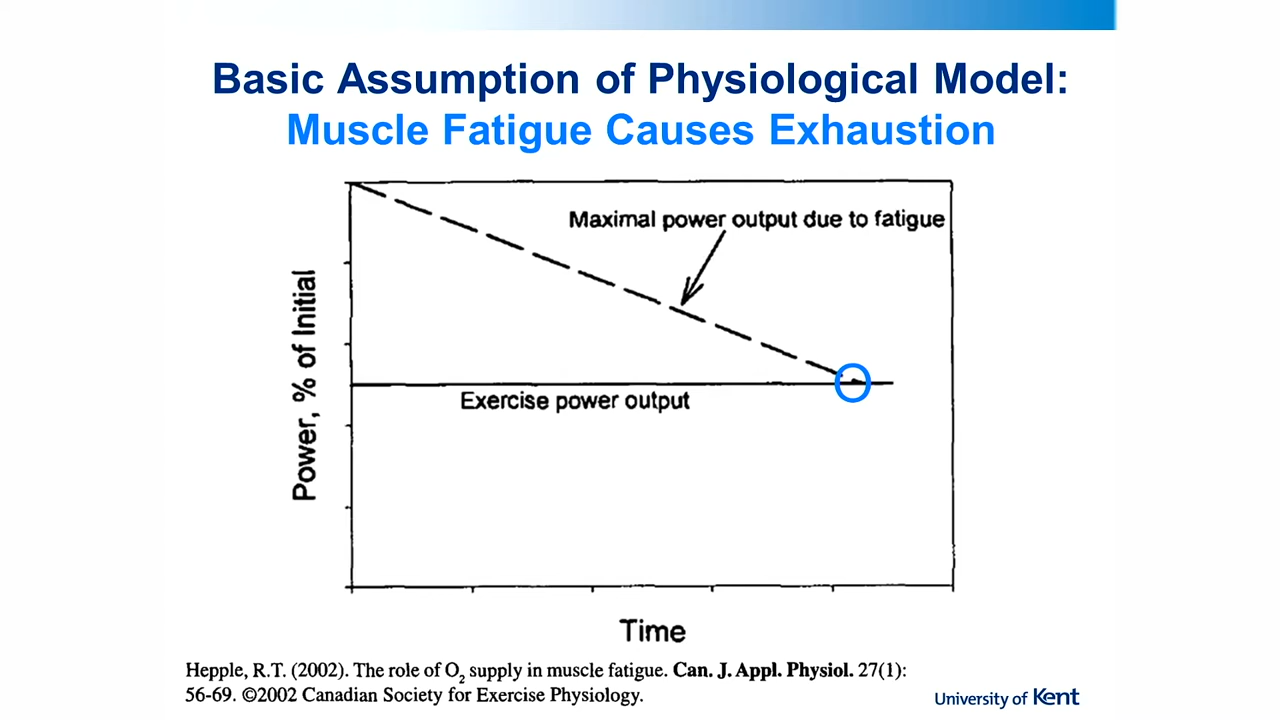 Basic Assumption of Physiological Model:
Muscle Fatigue Causes Exhaustion
Maximal power output due to fatigue
Power, % of Initial
Exercise power output
Time
Hepple, R.T. (2002). The role of O₂ supply in muscle fatigue. Can. J. Appl. Physiol. 27(1):
56-69. ©2002 Canadian Society for Exercise Physiology.
University of Kent